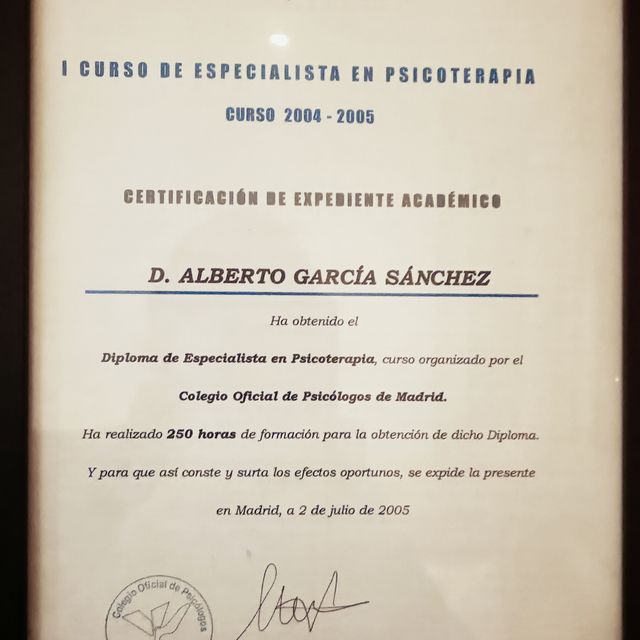 I CURSO DE ESPECIALISTA EN PSICOTERAPIA
CURSO 2004 - 2005
CERTIFICACIÓN DE EXPEDIENTE ACADÉMICO
D. ALBERTO GARCÍA SÁNCHEZ
Ha obtenido el
Diploma de Especialista en Psicoterapia, curso organizado por el
Colegio Oficial de Psicólogos de Madrid.
Ha realizado 250 horas de formación para la obtención de dicho Diploma.
Y para que así conste y surta los efectos oportunos, se expide la presente
en Madrid, a 2 de julio de 2005
Colegio Oficial de Psicólogos